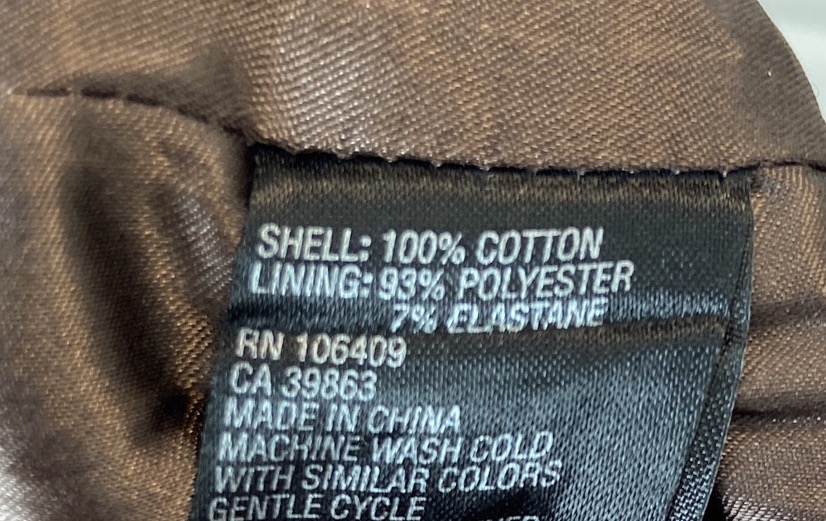 SHELL: 100% COTTON
LINING: 93% POLYESTER
7% ELASTANE
RN 106409
CA 39863
MADE IN CHINA
MACHINE WASH COLD
WITH SIMILAR COLORS
GENTLE CYCLE